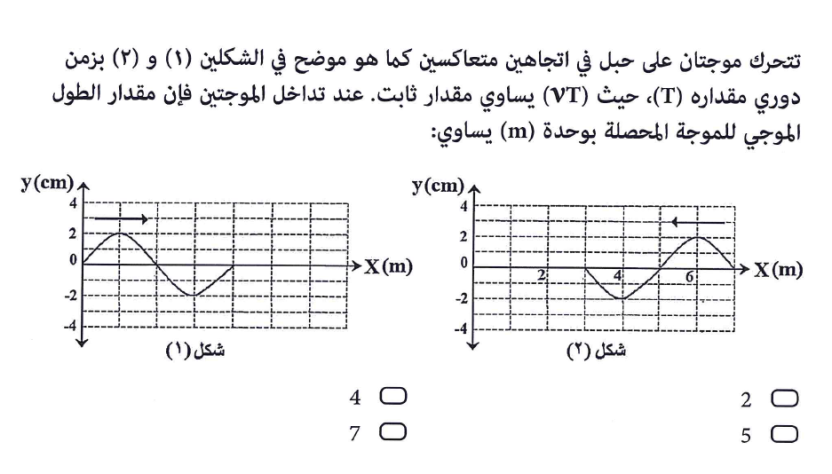 تتحرك موجتان على حبل في اتجاهين متعاكسين كما هو موضح في الشكلين (١) و (٢) بزمن
دوري مقداره (T)، حيث (VT) يساوي مقدار ثابت. عند تداخل الموجتين فإن مقدار الطول
الموجي للموجة المحصلة بوحدة (m) يساوي:
y(cm)
4
2
0
-2
-4
X(m)
شكل (١)
y(cm)
4
2
0
-2
-4
2
4
6
X(m)
شكل (٢)
2
4
5
7